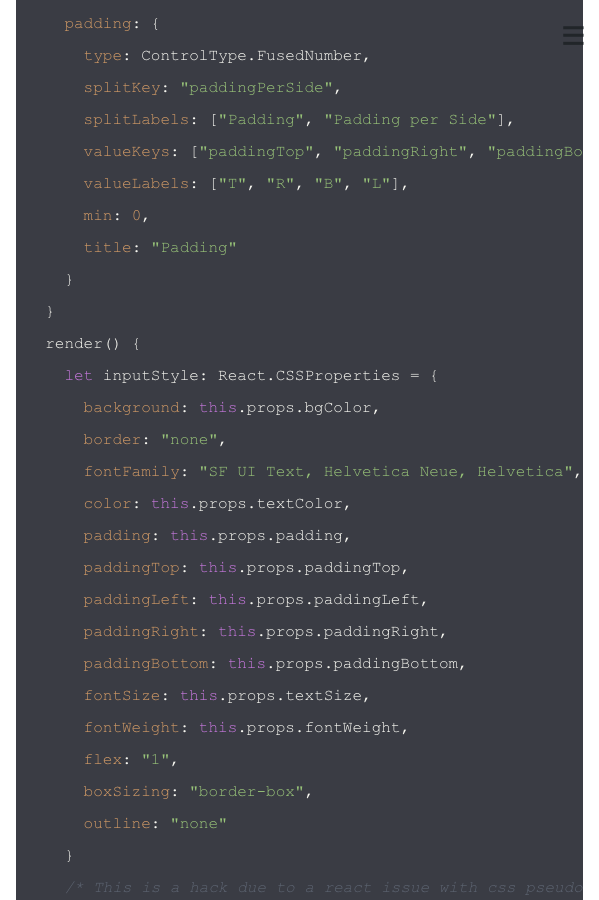 padding: {
type: ControlType.FusedNumber,
splitKey: "paddingPerSide",
splitLabels: ["Padding", "Padding per Side"],
valueKeys: ["paddingTop", "paddingRight", "paddingBo
valueLabels: ["T", "R", "B", "L"],
min: 0,
title: "Padding"
}
}
render() {
let inputStyle: React.CSSProperties = {
background: this.props.bgColor,
border: "none",
fontFamily: "SF UI Text, Helvetica Neue, Helvetica",
color: this.props.textColor,
padding: this.props.padding,
paddingTop: this.props.paddingTop,
paddingLeft: this.props.paddingLeft,
paddingRight: this.props.paddingRight,
paddingBottom: this.props.paddingBottom,
fontSize: this.props.textSize,
fontWeight: this.props.fontWeight,
flex: "1",
boxSizing: "border-box",
outline: "none"
}
/* This is a hack due to a react issue with css pseudo